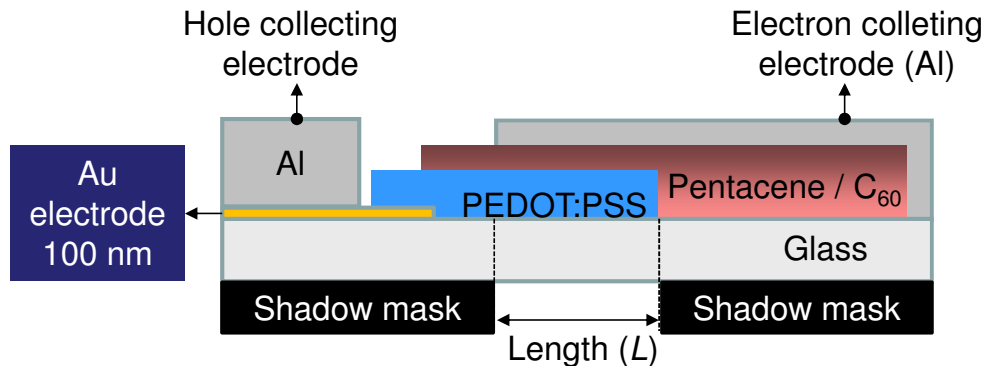 Hole collecting
electrode
Electron colleting
electrode (Al)
Al
Au
electrode
100 nm
PEDOT:PSS
Pentacene / C₆₀
Glass
Shadow mask
Shadow mask
Length (L)